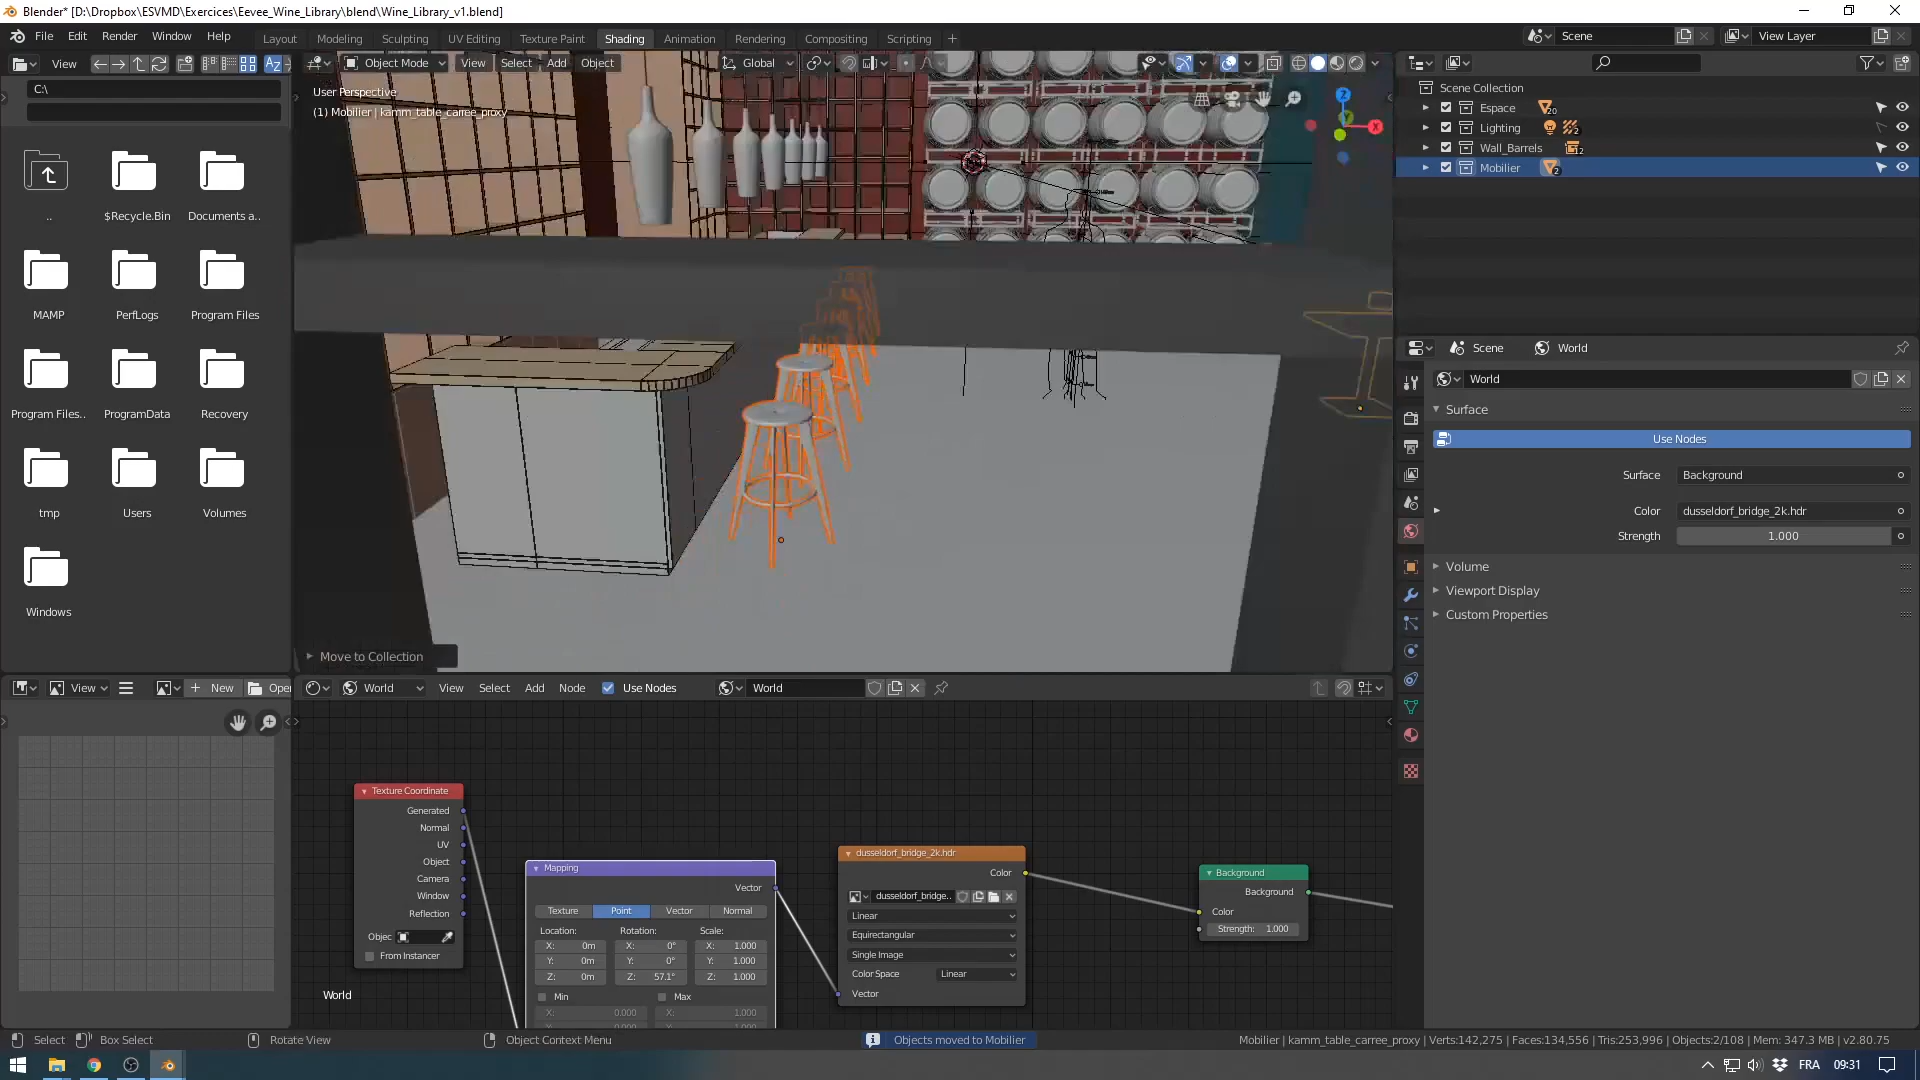 Blender* [D:\Dropbox\ESVMD\Exercices\Eevee_Wine_Library\blend\Wine_Library_v1.blend]
File Edit Render Window Help
Layout Modeling Sculpting UV Editing Texture Paint Shading Animation Rendering Compositing Scripting +
Scene View Layer
View
Object Mode View Select Add Object Global
C:\
User Perspective
(1) Mobilier | kamm_table_carree_proxy
.. $Recycle.Bin Documents a..
MAMP PerfLogs Program Files
Program Files.. ProgramData Recovery
tmp Users Volumes
Windows
Scene Collection
Espace 20
Lighting 2
Wall_Barrels 12
Mobilier 2
Z
Y
X
Scene World
World
Surface
Use Nodes
Surface Background
Color dusseldorf_bridge_2k.hdr
Strength 1.000
Volume
Viewport Display
Custom Properties
Move to Collection
View New Open
World View Select Add Node Use Nodes World
Texture Coordinate
Generated
Normal
UV
Object
Camera
Window
Reflection
Objec
From Instancer
World
Mapping
Vector
Texture Point Vector Normal
Location: Rotation: Scale:
X: 0m X: 0° X: 1.000
Y: 0m Y: 0° Y: 1.000
Z: 0m Z: 57.1° Z: 1.000
Min Max
X: 0.000 X: 1.000
dusseldorf_bridge_2k.hdr
Color
dusseldorf_bridge..
Linear
Equirectangular
Single Image
Color Space Linear
Vector
Background
Background
Color
Strength: 1.000
Select Box Select Rotate View Object Context Menu Objects moved to Mobilier Mobilier | kamm_table_carree_proxy | Verts:142,275 | Faces:134,556 | Tris:253,996 | Objects:2/108 | Mem: 347.3 MB | v2.80.75
FRA 09:31